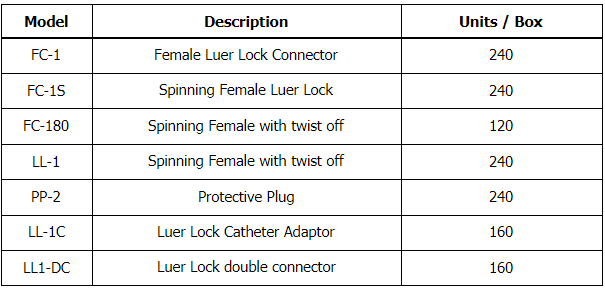 Model Description Units / Box
FC-1 Female Luer Lock Connector 240
FC-1S Spinning Female Luer Lock 240
FC-180 Spinning Female with twist off 120
LL-1 Spinning Female with twist off 240
PP-2 Protective Plug 240
LL-1C Luer Lock Catheter Adaptor 160
LL1-DC Luer Lock double connector 160